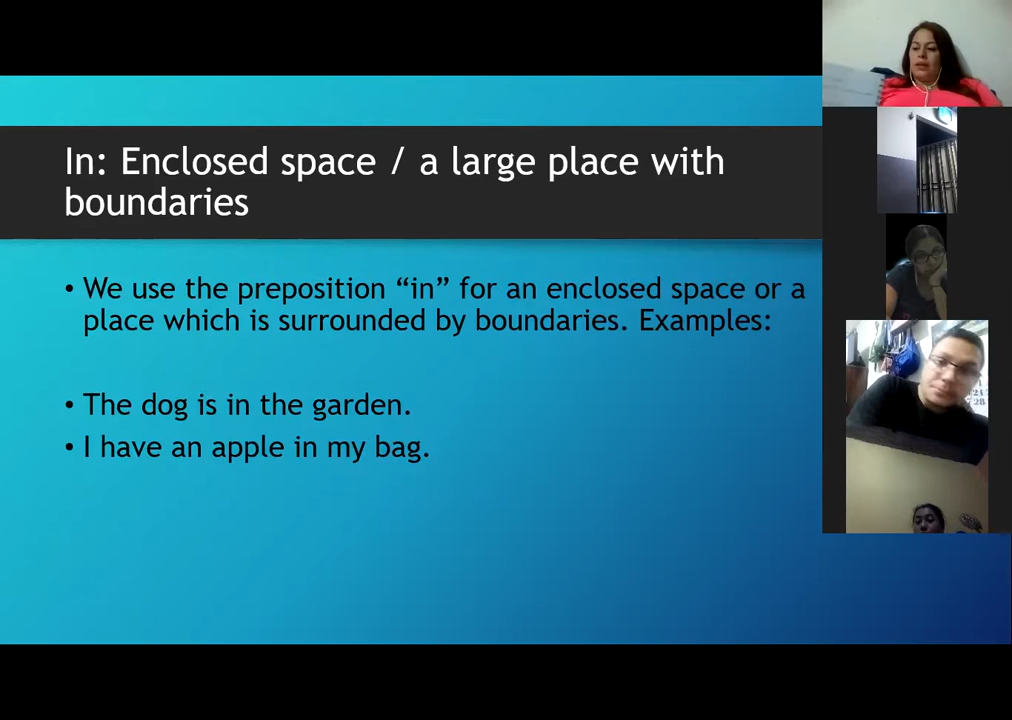 In: Enclosed space / a large place with
boundaries
• We use the preposition “in” for an enclosed space or a
place which is surrounded by boundaries. Examples:
• The dog is in the garden.
• I have an apple in my bag.